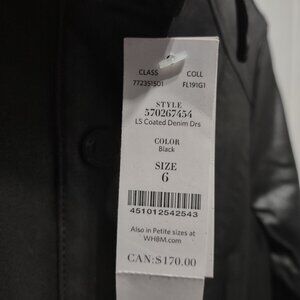 CLASS COLL
772351501 FL191G1
STYLE
570267454
LS Coated Denim Drs
COLOR
Black
SIZE
6
451012542543
Also in Petite sizes at
WHBM.com
CAN:$170.00